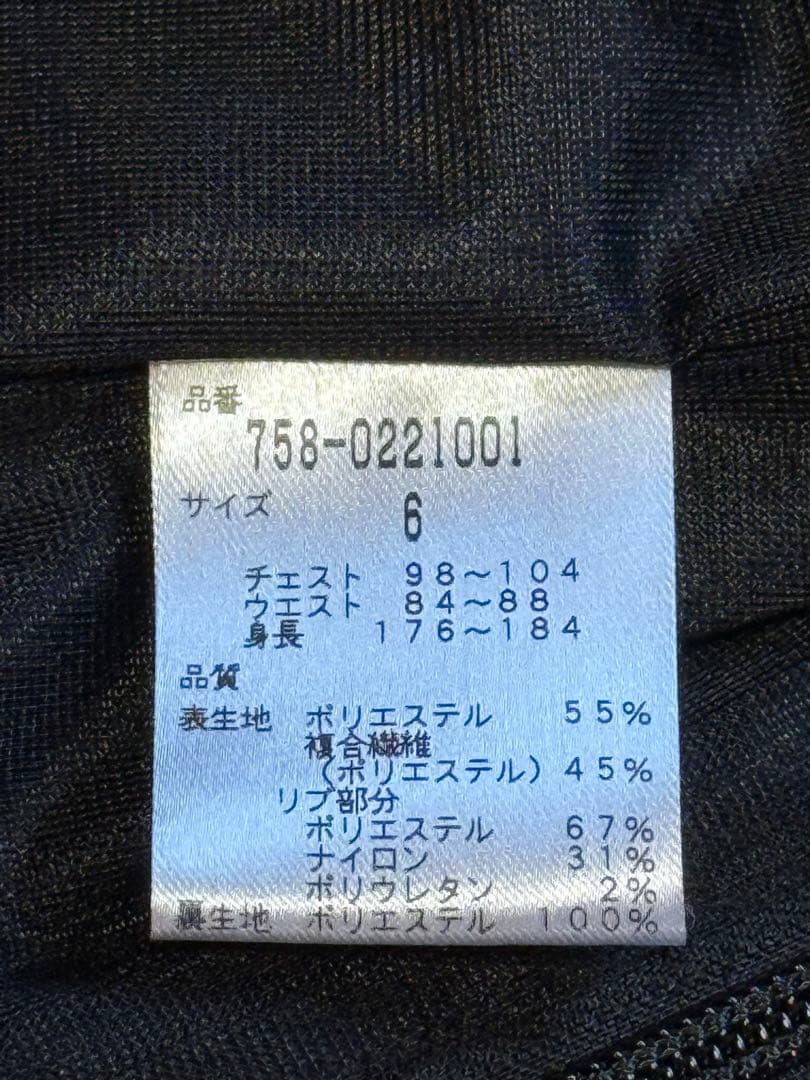 品番
758-0221001
サイズ 6
チェスト 98～104
ウエスト 84～88
身長 176～184
品質
表生地 ポリエステル 55%
複合繊維
(ポリエステル) 45%
リブ部分
ポリエステル 67%
ナイロン 31%
ポリウレタン 2%
裏生地 ポリエステル 100%